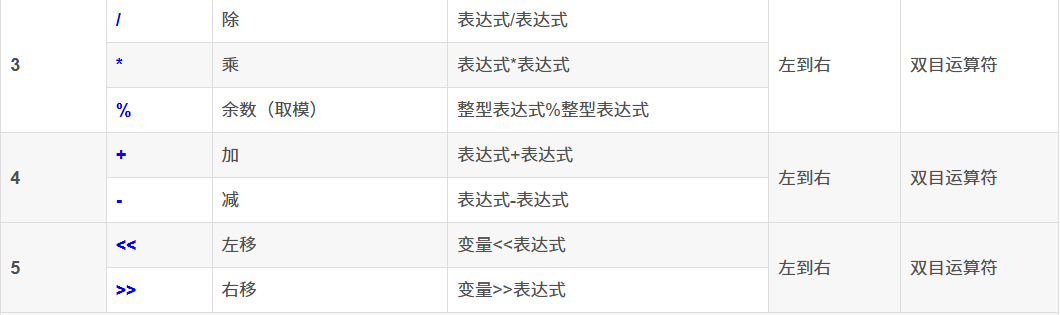 / 除 表达式/表达式
3 * 乘 表达式*表达式 左到右 双目运算符
% 余数（取模） 整型表达式%整型表达式
+ 加 表达式+表达式
4 左到右 双目运算符
- 减 表达式-表达式
<< 左移 变量<<表达式
5 左到右 双目运算符
>> 右移 变量>>表达式